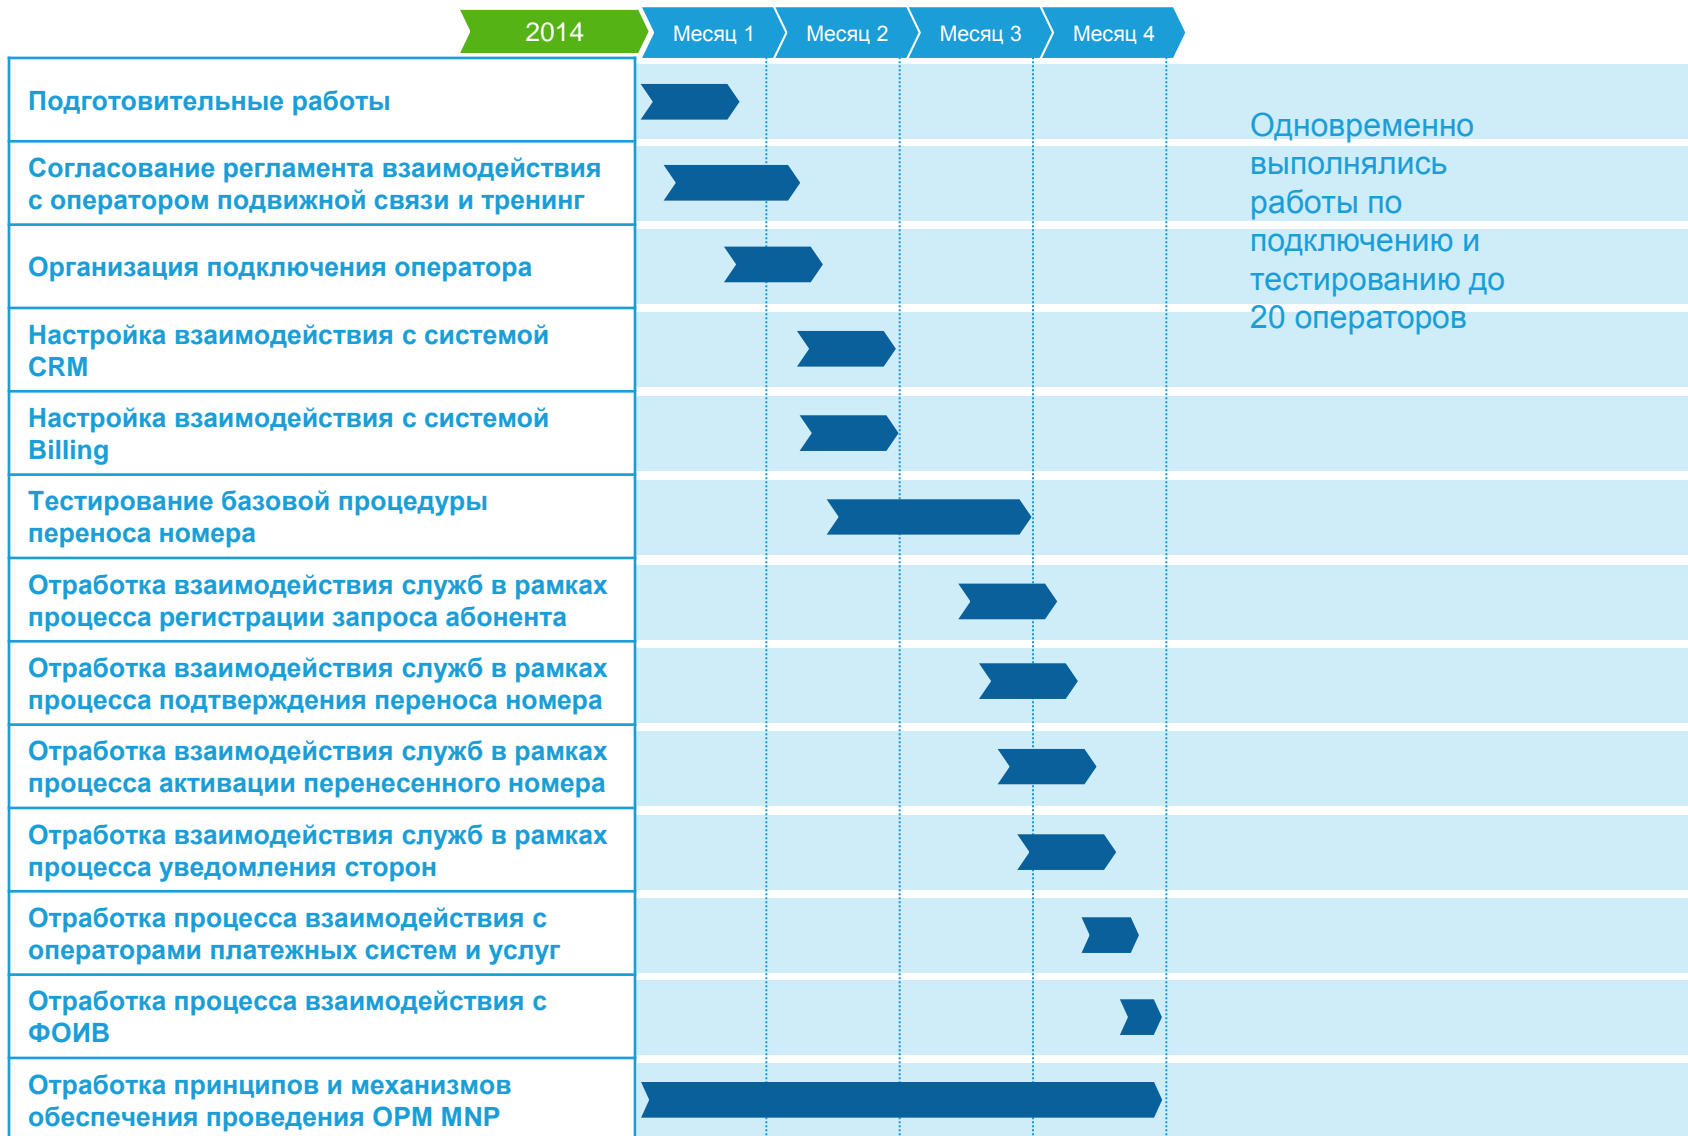 2014
Месяц 1
Месяц 2
Месяц 3
Месяц 4
Подготовительные работы
Согласование регламента взаимодействия
с оператором подвижной связи и тренинг
Организация подключения оператора
Настройка взаимодействия с системой
CRM
Настройка взаимодействия с системой
Billing
Тестирование базовой процедуры
переноса номера
Отработка взаимодействия служб в рамках
процесса регистрации запроса абонента
Отработка взаимодействия служб в рамках
процесса подтверждения переноса номера
Отработка взаимодействия служб в рамках
процесса активации перенесенного номера
Отработка взаимодействия служб в рамках
процесса уведомления сторон
Отработка процесса взаимодействия с
операторами платежных систем и услуг
Отработка процесса взаимодействия с
ФОИВ
Отработка принципов и механизмов
обеспечения проведения ОРМ MNP
Одновременно
выполнялись
работы по
подключению и
тестированию до
20 операторов